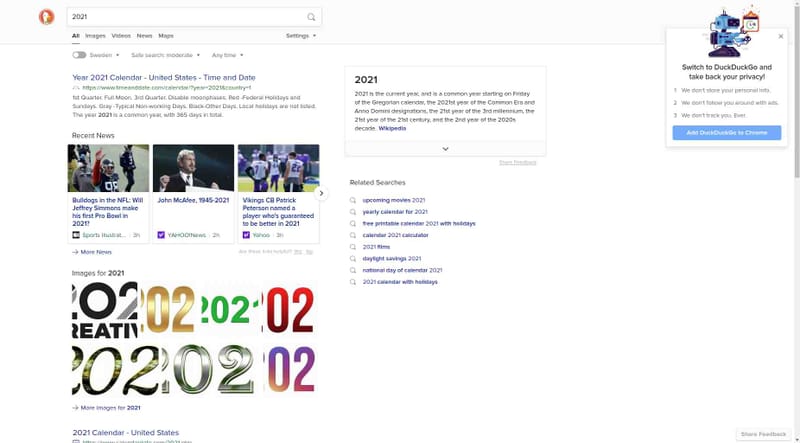 2021
All Images Videos News Maps Settings
Sweden Safe search: moderate Any time
Year 2021 Calendar - United States - Time and Date
https://www.timeanddate.com/calendar/?year=2021&country=1
1st Quarter. Full Moon. 3rd Quarter. Disable moonphases. Red -Federal Holidays and
Sundays. Gray -Typical Non-working Days. Black-Other Days. Local holidays are not listed.
The year 2021 is a common year, with 365 days in total.
Recent News
Bulldogs in the NFL: Will
Jeffrey Simmons make
his first Pro Bowl in
2021?
Sports Illustrat... 3h
John McAfee, 1945-2021
YAHOO!News 2h
Vikings CB Patrick
Peterson named a
player who's guaranteed
to be better in 2021
Yahoo 3h
More News
Are these links helpful? Yes No
Images for 2021
202
REATIV
202
2021
202
202
202
202
More Images for 2021
2021 Calendar - United States
2021
2021 is the current year, and is a common year starting on Friday
of the Gregorian calendar, the 2021st year of the Common Era and
Anno Domini designations, the 21st year of the 3rd millennium, the
21st year of the 21st century, and the 2nd year of the 2020s
decade. Wikipedia
Share Feedback
Related Searches
upcoming movies 2021
yearly calendar for 2021
free printable calendar 2021 with holidays
calendar 2021 calculator
2021 films
daylight savings 2021
national day of calendar 2021
2021 calendar with holidays
Switch to DuckDuckGo and
take back your privacy!
1 We don't store your personal info.
2 We don't follow you around with ads.
3 We don't track you. Ever.
Add DuckDuckGo to Chrome
Share Feedback